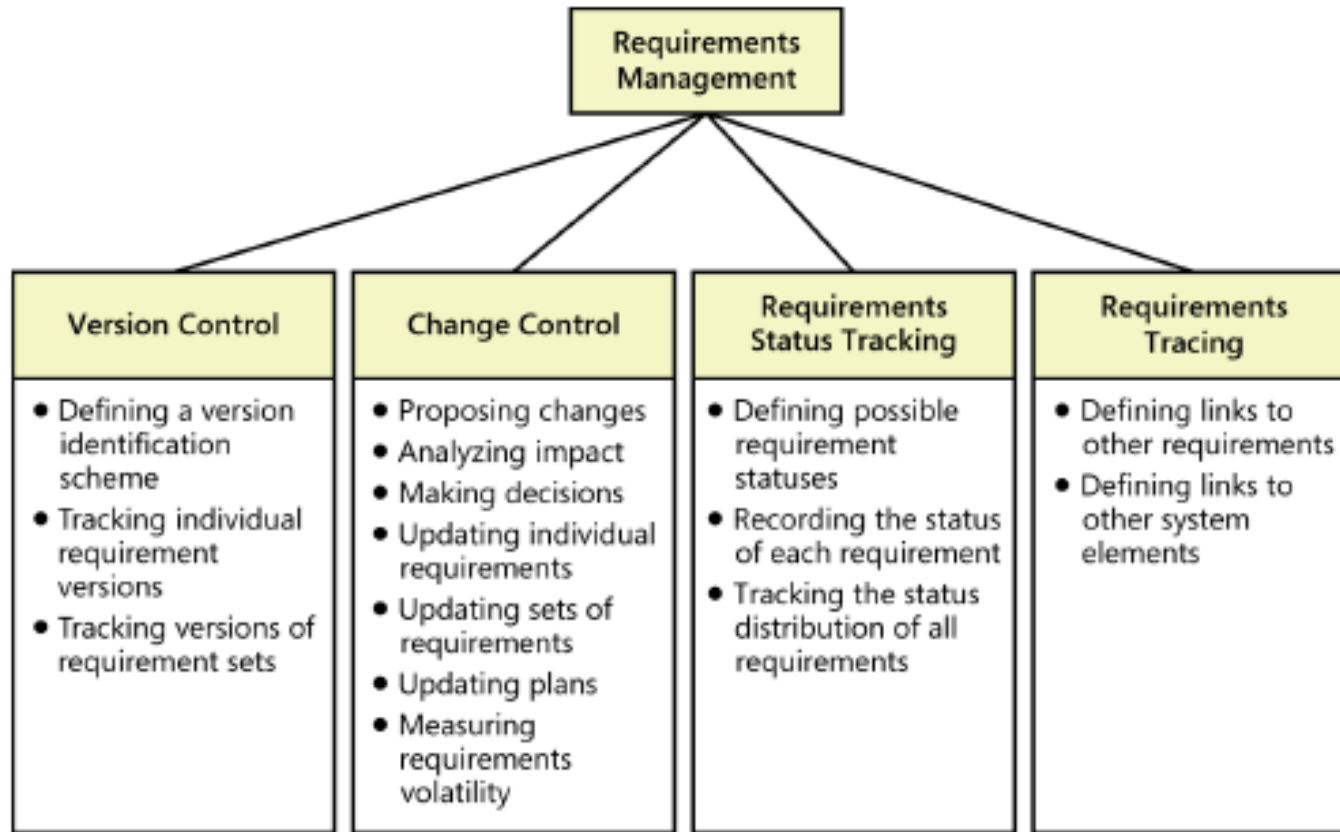 Requirements
Management
Version Control
● Defining a version
identification
scheme
● Tracking individual
requirement
versions
● Tracking versions of
requirement sets
Change Control
● Proposing changes
● Analyzing impact
● Making decisions
● Updating individual
requirements
● Updating sets of
requirements
● Updating plans
● Measuring
requirements
volatility
Requirements
Status Tracking
● Defining possible
requirement
statuses
● Recording the status
of each requirement
● Tracking the status
distribution of all
requirements
Requirements
Tracing
● Defining links to
other requirements
● Defining links to
other system
elements